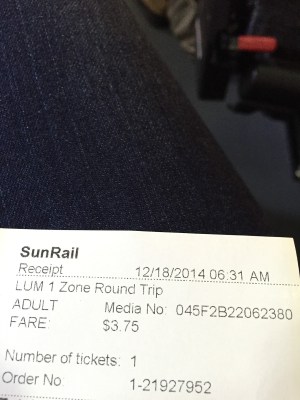 SunRail
Receipt 12/18/2014 06:31 AM
LUM 1 Zone Round Trip
ADULT Media No: 045F2B22062380
FARE: $3.75
Number of tickets: 1
Order No 1-21927952